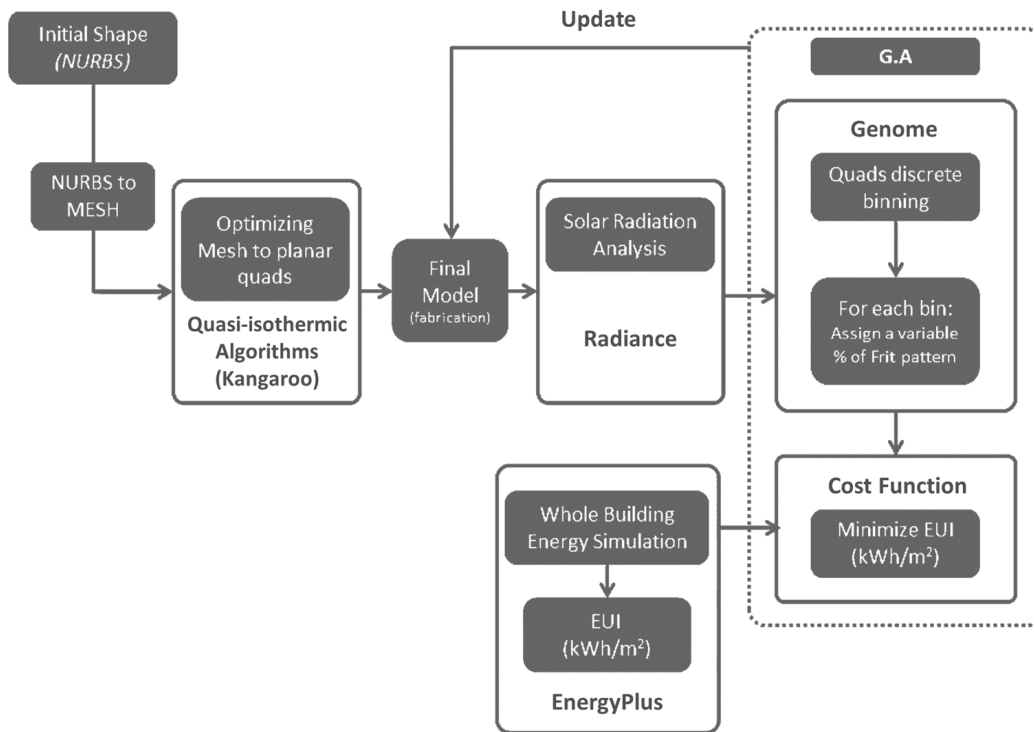 Update
Initial Shape
(NURBS)
G.A
Genome
NURBS to
MESH
Quads discrete
binning
Optimizing
Mesh to planar
quads
Solar Radiation
Analysis
Final
Model
(fabrication)
For each bin:
Assign a variable
% of Frit pattern
Quasi-isothermic
Algorithms
(Kangaroo)
Radiance
Cost Function
Whole Building
Energy Simulation
Minimize EUI
(kWh/m²)
EUI
(kWh/m²)
EnergyPlus